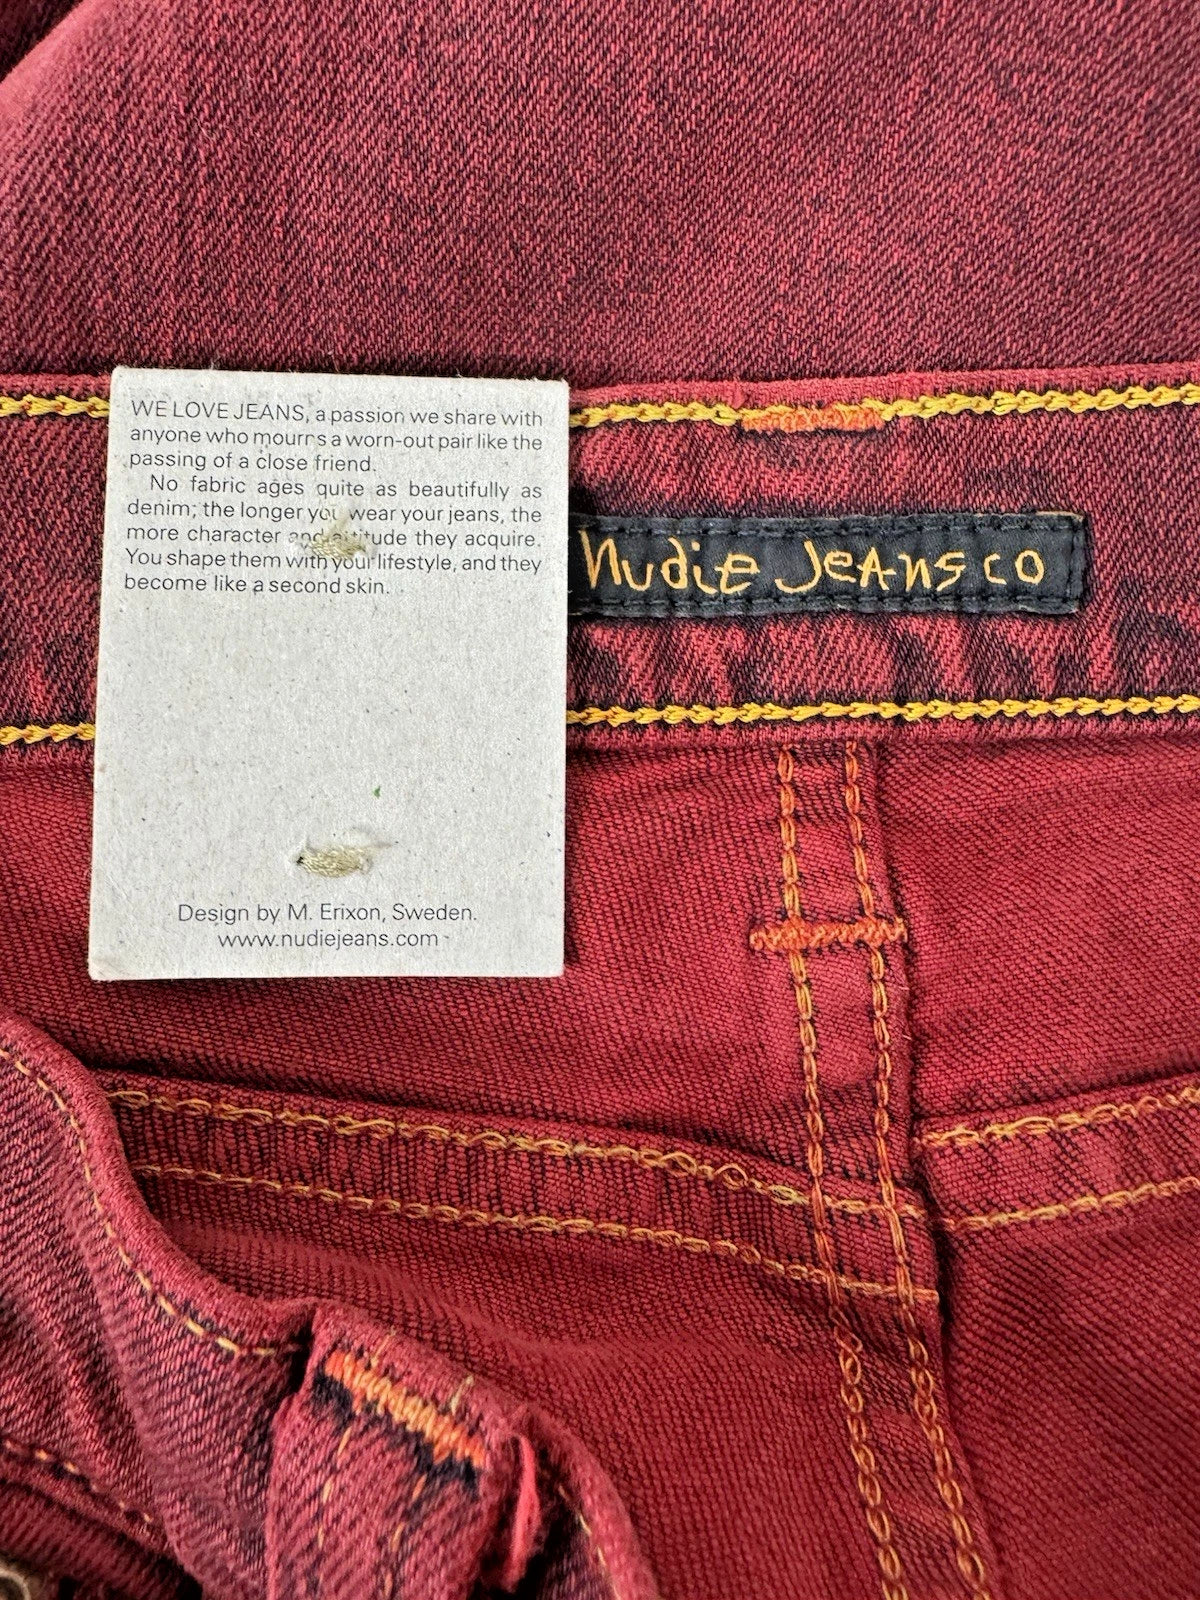 WE LOVE JEANS, a passion we share with
anyone who mourns a worn-out pair like the
passing of a close friend.
No fabric ages quite as beautifully as
denim; the longer you wear your jeans, the
more character and attitude they acquire.
You shape them with your lifestyle, and they
become like a second skin.
Nudie Jeans co
Design by M. Erixon, Sweden.
www.nudiejeans.com